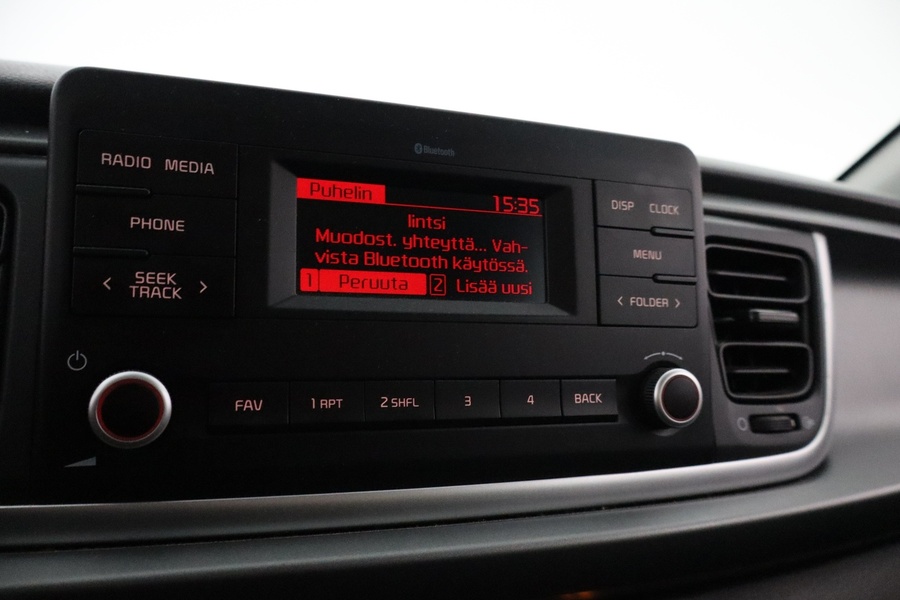 Bluetooth
RADIO MEDIA
PHONE
< SEEK TRACK >
Puhelin
15:35
lintsi
Muodost. yhteyttä... Vah-
vista Bluetooth käytössä.
1 Peruuta 2 Lisää uusi
DISP CLOCK
MENU
< FOLDER >
FAV 1 RPT 2 SHFL 3 4 BACK